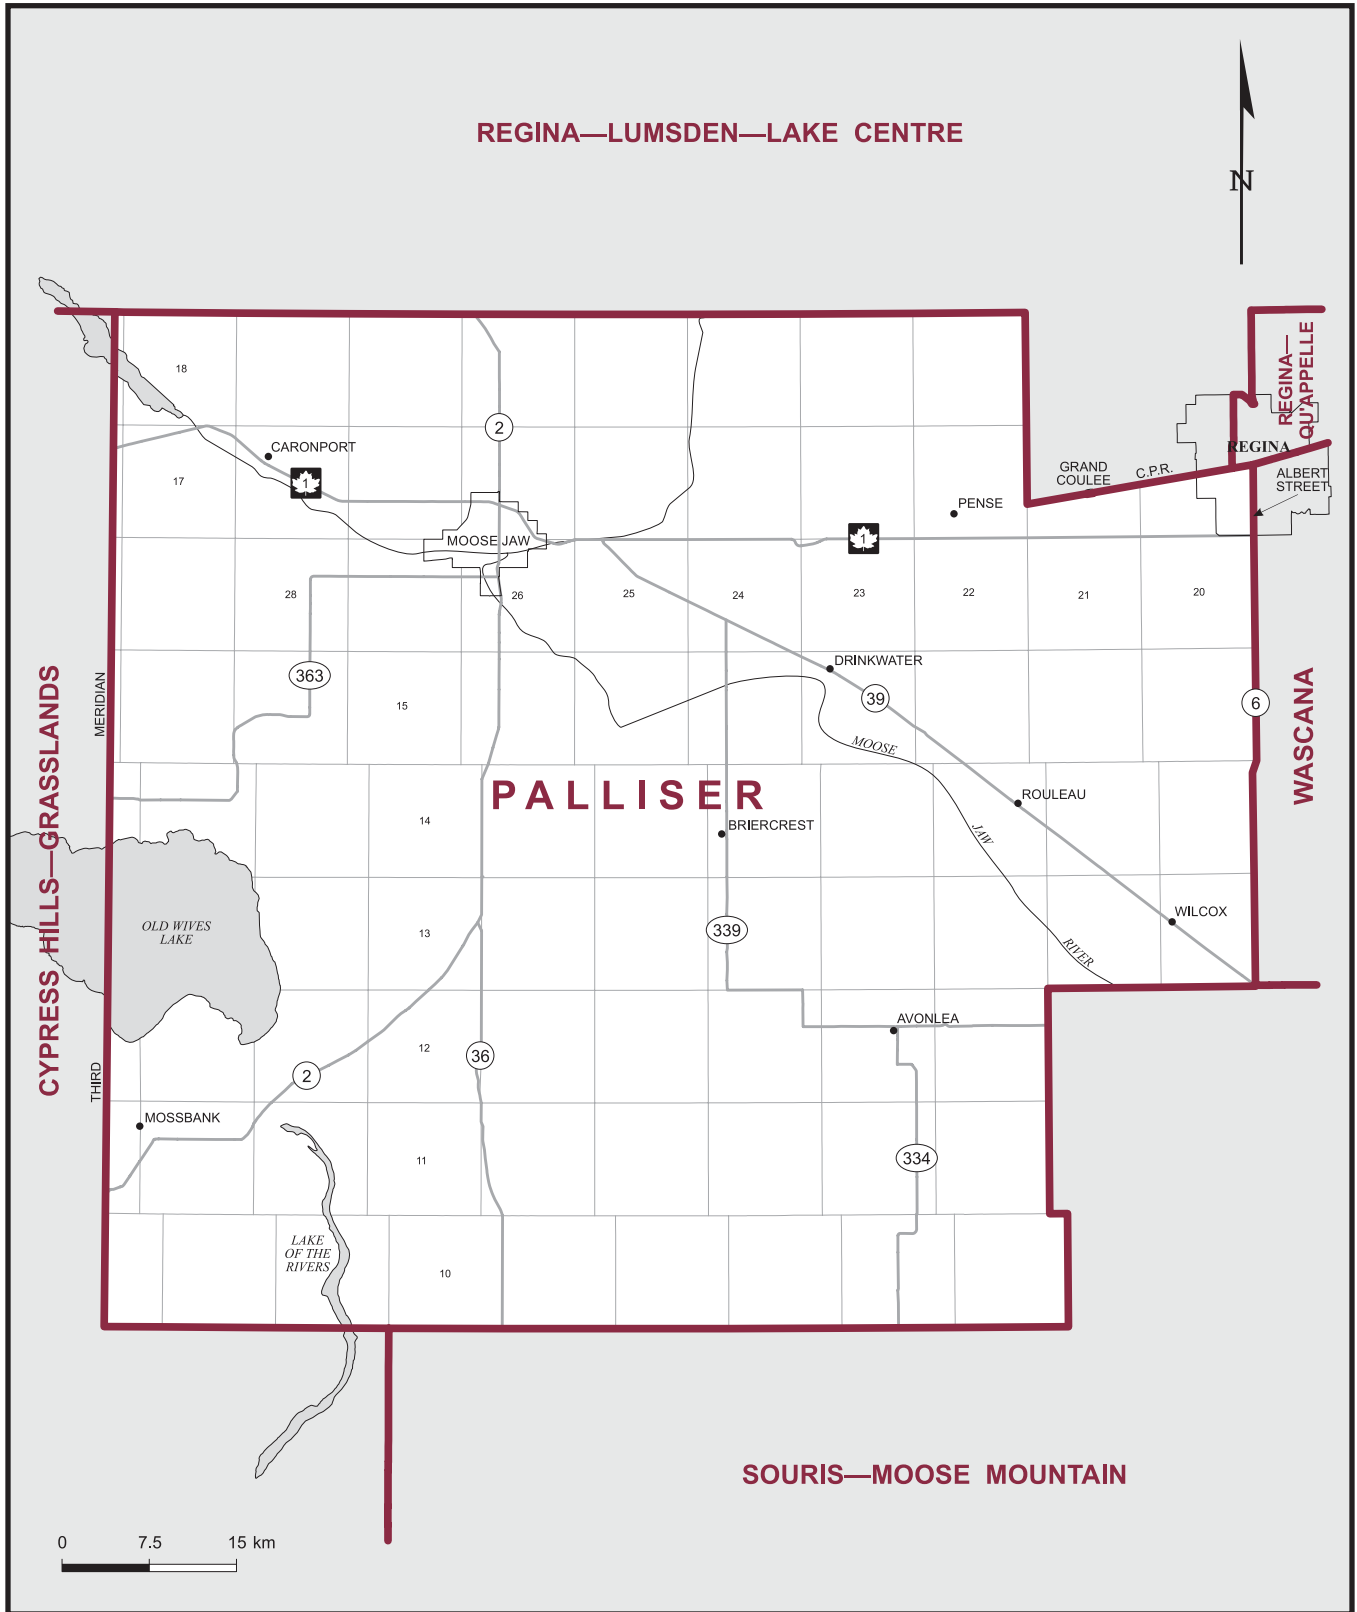 REGINA—LUMSDEN—LAKE CENTRE
N
REGINA—
QU'APPELLE
18
2
CARONPORT
1
17
REGINA
GRAND
COULEE
C.P.R.
ALBERT
STREET
PENSE
MOOSE JAW
1
28
26
25
24
23
22
21
20
DRINKWATER
363
39
6
15
MERIDIAN
MOOSE
CYPRESS HILLS—GRASSLANDS
WASCANA
PALLISER
ROULEAU
14
BRIERCREST
JAW
OLD WIVES
LAKE
WILCOX
13
339
RIVER
AVONLEA
12
36
2
THIRD
MOSSBANK
11
334
LAKE
OF THE
RIVERS
10
SOURIS—MOOSE MOUNTAIN
0 7.5 15 km